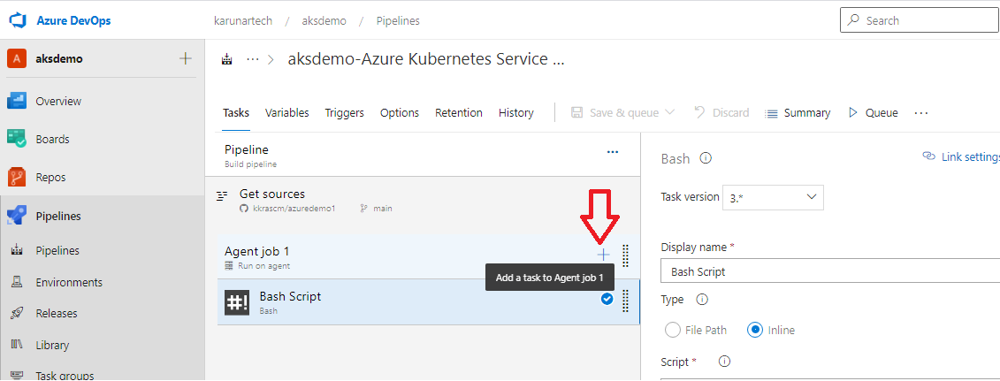 Azure DevOps
karunartech / aksdemo / Pipelines
Search
A aksdemo
aksdemo-Azure Kubernetes Service ...
Overview
Boards
Repos
Pipelines
Pipelines
Environments
Releases
Library
Task groups
Tasks Variables Triggers Options Retention History Save & queue Discard Summary Queue ...
Pipeline
Build pipeline
Get sources
kkrascm/azuredemo1 main
Agent job 1
Run on agent
Add a task to Agent job 1
#! Bash Script
Bash
Bash Link settings
Task version 3.*
Display name *
Bash Script
Type
File Path Inline
Script *